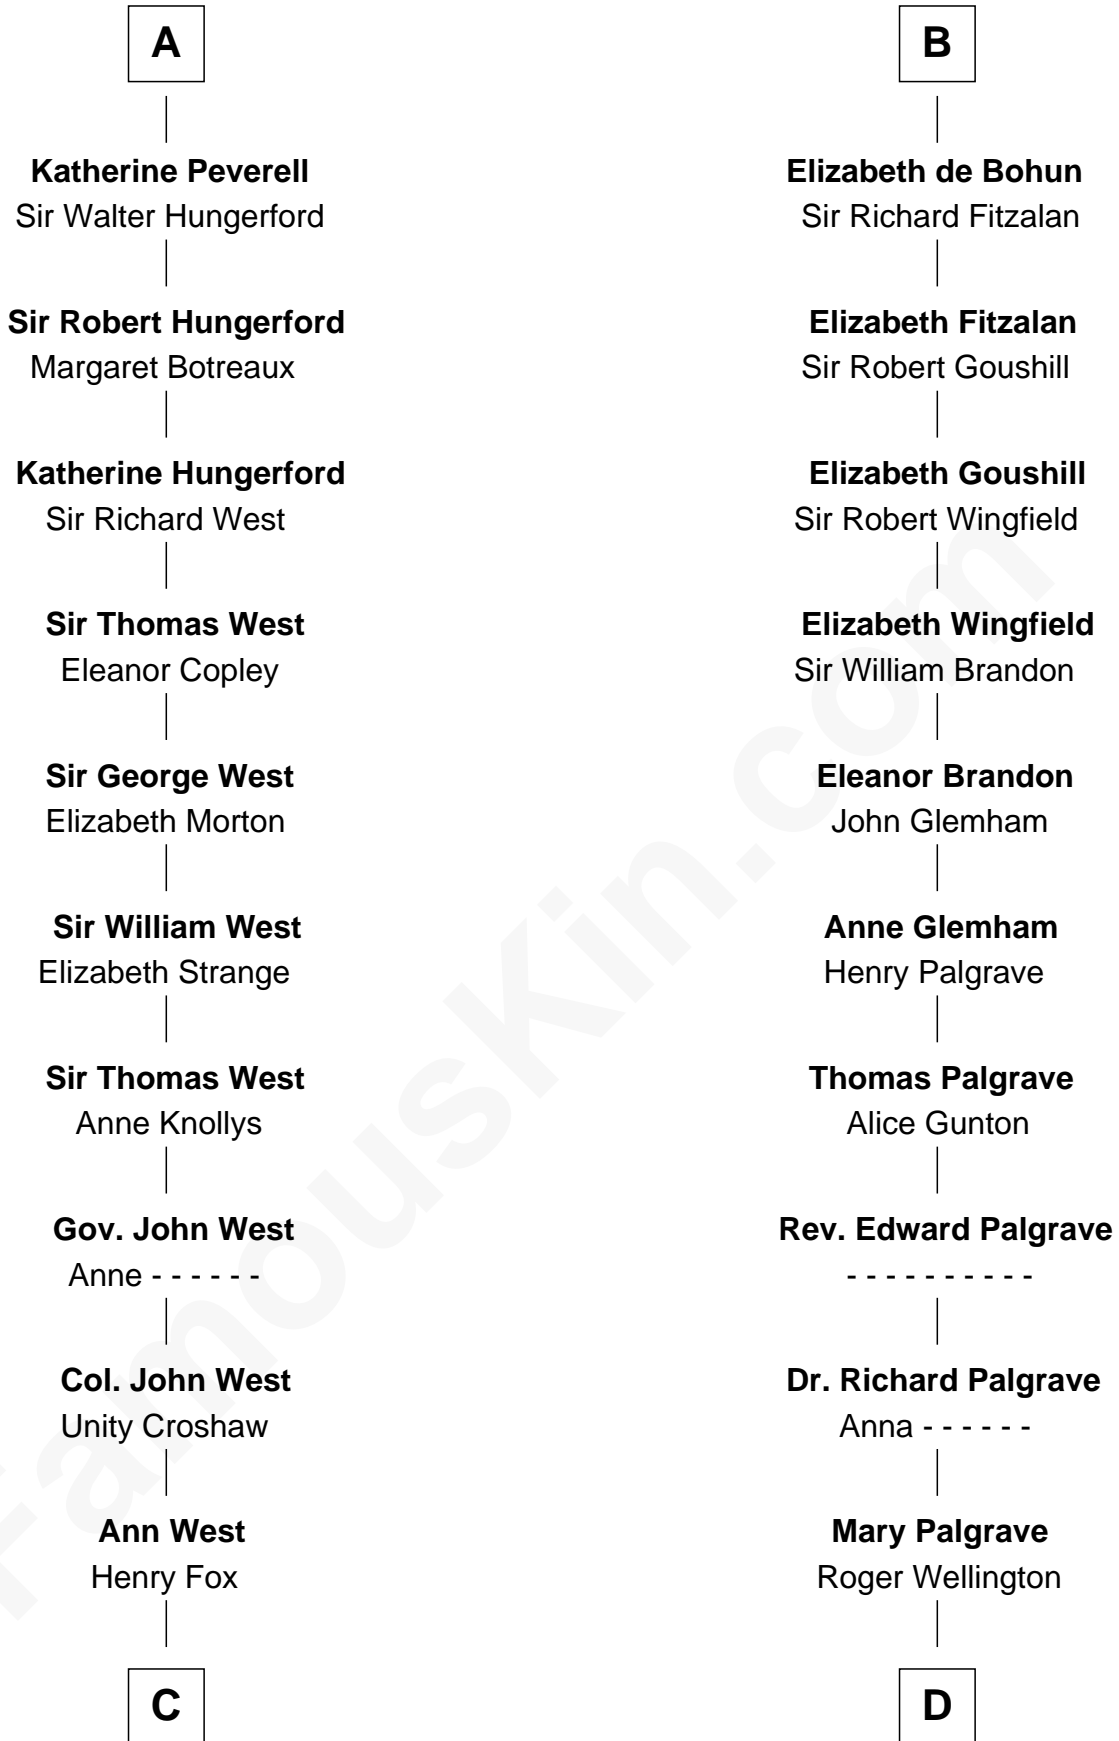 A
Katherine Peverell
Sir Walter Hungerford
Sir Robert Hungerford
Margaret Botreaux
Katherine Hungerford
Sir Richard West
Sir Thomas West
Eleanor Copley
Sir George West
Elizabeth Morton
Sir William West
Elizabeth Strange
Sir Thomas West
Anne Knollys
Gov. John West
Anne - - - - - -
Col. John West
Unity Croshaw
Ann West
Henry Fox
C
B
Elizabeth de Bohun
Sir Richard Fitzalan
Elizabeth Fitzalan
Sir Robert Goushill
Elizabeth Goushill
Sir Robert Wingfield
Elizabeth Wingfield
Sir William Brandon
Eleanor Brandon
John Glemham
Anne Glemham
Henry Palgrave
Thomas Palgrave
Alice Gunton
Rev. Edward Palgrave
- - - - - - - - - -
Dr. Richard Palgrave
Anna - - - - - -
Mary Palgrave
Roger Wellington
D
FamousKin.com